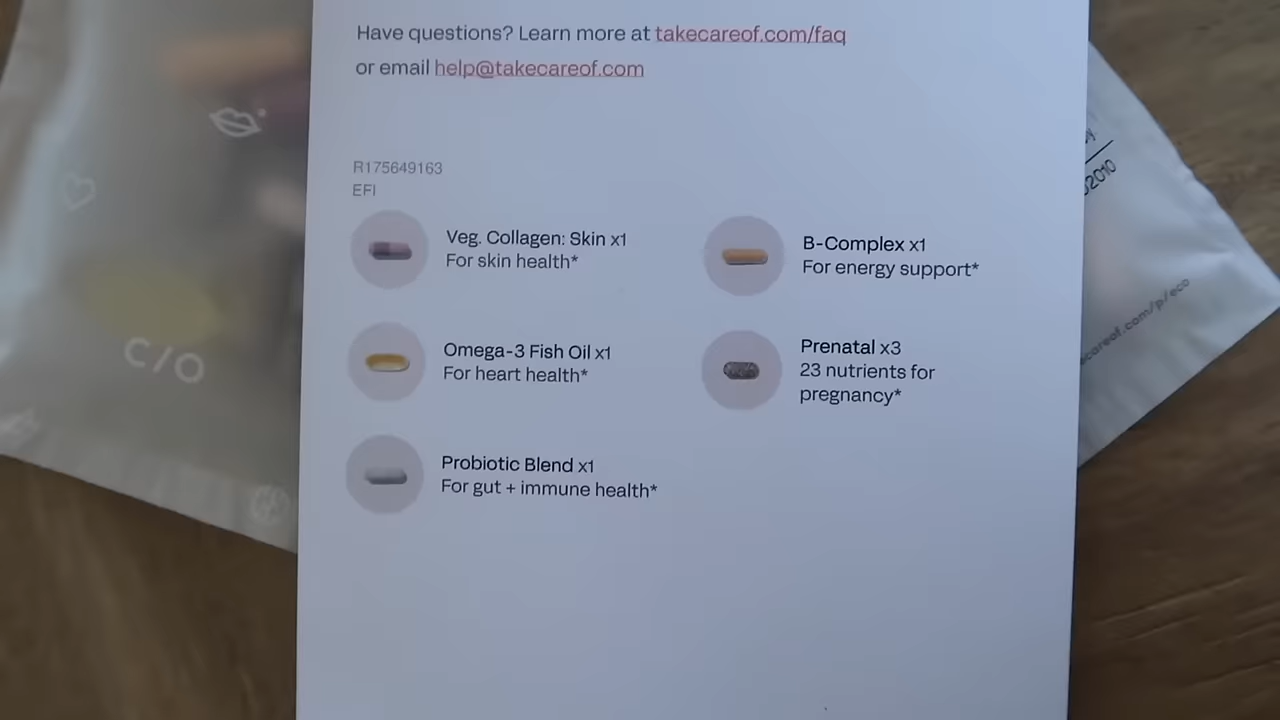 Have questions? Learn more at takecareof.com/faq
or email help@takecareof.com
R175649163
EFI
Veg. Collagen: Skin x1
For skin health*
B-Complex x1
For energy support*
Omega-3 Fish Oil x1
For heart health*
Prenatal x3
23 nutrients for
pregnancy*
Probiotic Blend x1
For gut + immune health*
C/O